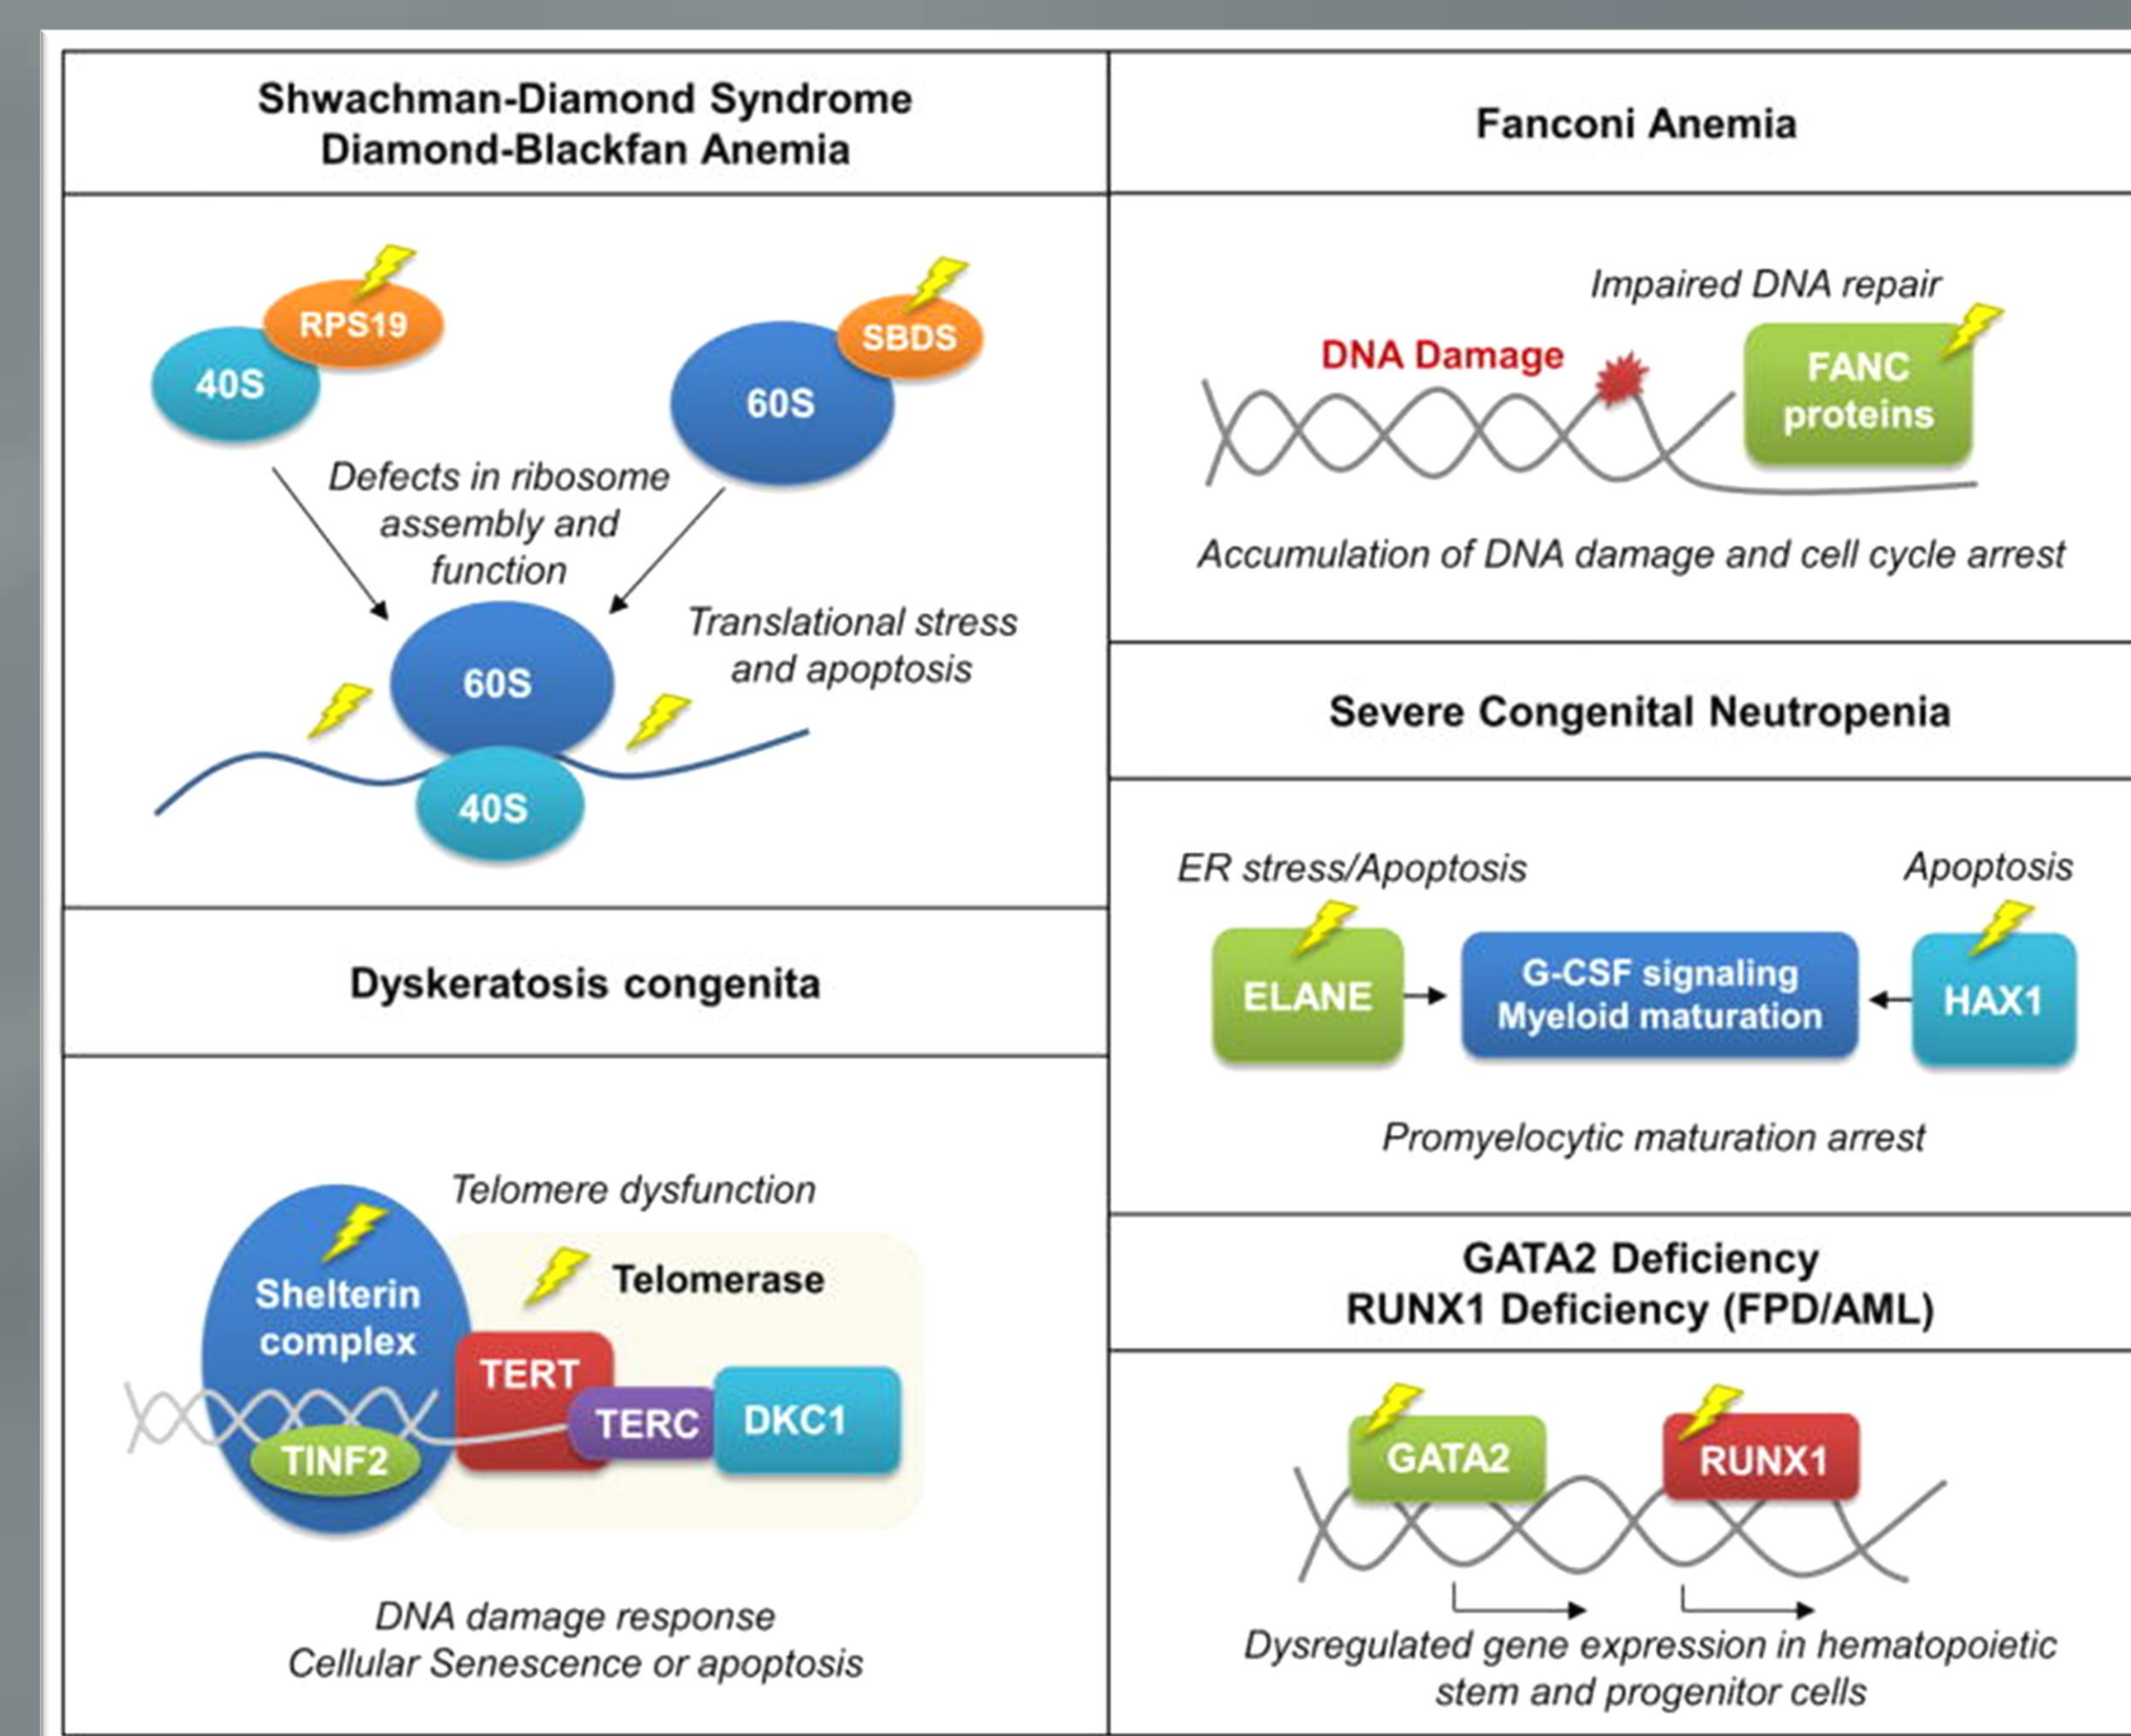 Shwachman-Diamond Syndrome
Diamond-Blackfan Anemia
RPS19
40S
SBDS
60S
Defects in ribosome
assembly and
function
Translational stress
and apoptosis
60S
40S
Dyskeratosis congenita
Telomere dysfunction
Telomerase
Shelterin
complex
TERT
TERC
DKC1
TINF2
DNA damage response
Cellular Senescence or apoptosis
Fanconi Anemia
Impaired DNA repair
DNA Damage
FANC
proteins
Accumulation of DNA damage and cell cycle arrest
Severe Congenital Neutropenia
ER stress/Apoptosis
Apoptosis
ELANE
G-CSF signaling
Myeloid maturation
HAX1
Promyelocytic maturation arrest
GATA2 Deficiency
RUNX1 Deficiency (FPD/AML)
GATA2
RUNX1
Dysregulated gene expression in hematopoietic
stem and progenitor cells